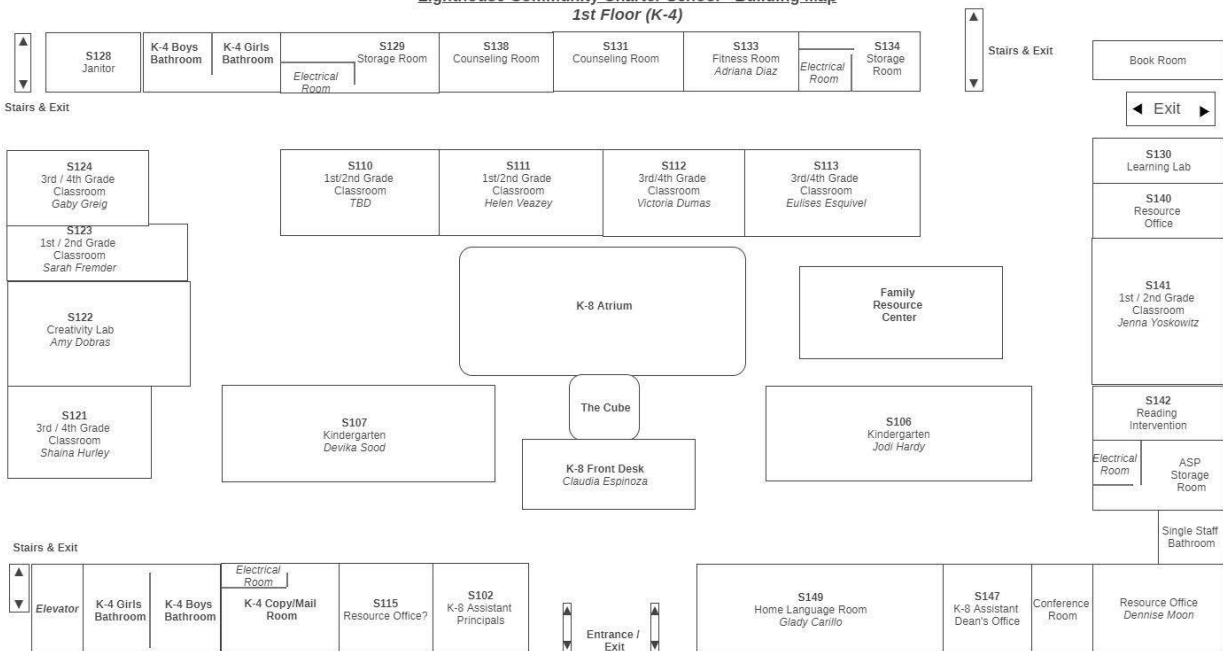 Lighthouse Community Charter School - Building Map
1st Floor (K-4)
S128
Janitor
K-4 Boys
Bathroom
K-4 Girls
Bathroom
Electrical
Room
S129
Storage Room
S138
Counseling Room
S131
Counseling Room
S133
Fitness Room
Adriana Diaz
Electrical
Room
S134
Storage
Room
Stairs & Exit
Book Room
Stairs & Exit
Exit
S124
3rd / 4th Grade
Classroom
Gaby Greig
S110
1st/2nd Grade
Classroom
TBD
S111
1st/2nd Grade
Classroom
Helen Veazey
S112
3rd/4th Grade
Classroom
Victoria Dumas
S113
3rd/4th Grade
Classroom
Eulises Esquivel
S130
Learning Lab
S140
Resource
Office
S123
1st / 2nd Grade
Classroom
Sarah Fremder
K-8 Atrium
Family
Resource
Center
S141
1st / 2nd Grade
Classroom
Jenna Yoskowitz
S122
Creativity Lab
Amy Dobras
The Cube
S121
3rd / 4th Grade
Classroom
Shaina Hurley
S107
Kindergarten
Devika Sood
K-8 Front Desk
Claudia Espinoza
S106
Kindergarten
Jodi Hardy
S142
Reading
Intervention
Electrical
Room
ASP
Storage
Room
Single Staff
Bathroom
Stairs & Exit
Elevator
K-4 Girls
Bathroom
K-4 Boys
Bathroom
Electrical
Room
K-4 Copy/Mail
Room
S115
Resource Office?
S102
K-8 Assistant
Principals
Entrance /
Exit
S149
Home Language Room
Glady Carillo
S147
K-8 Assistant
Dean's Office
Conference
Room
Resource Office
Dennise Moon